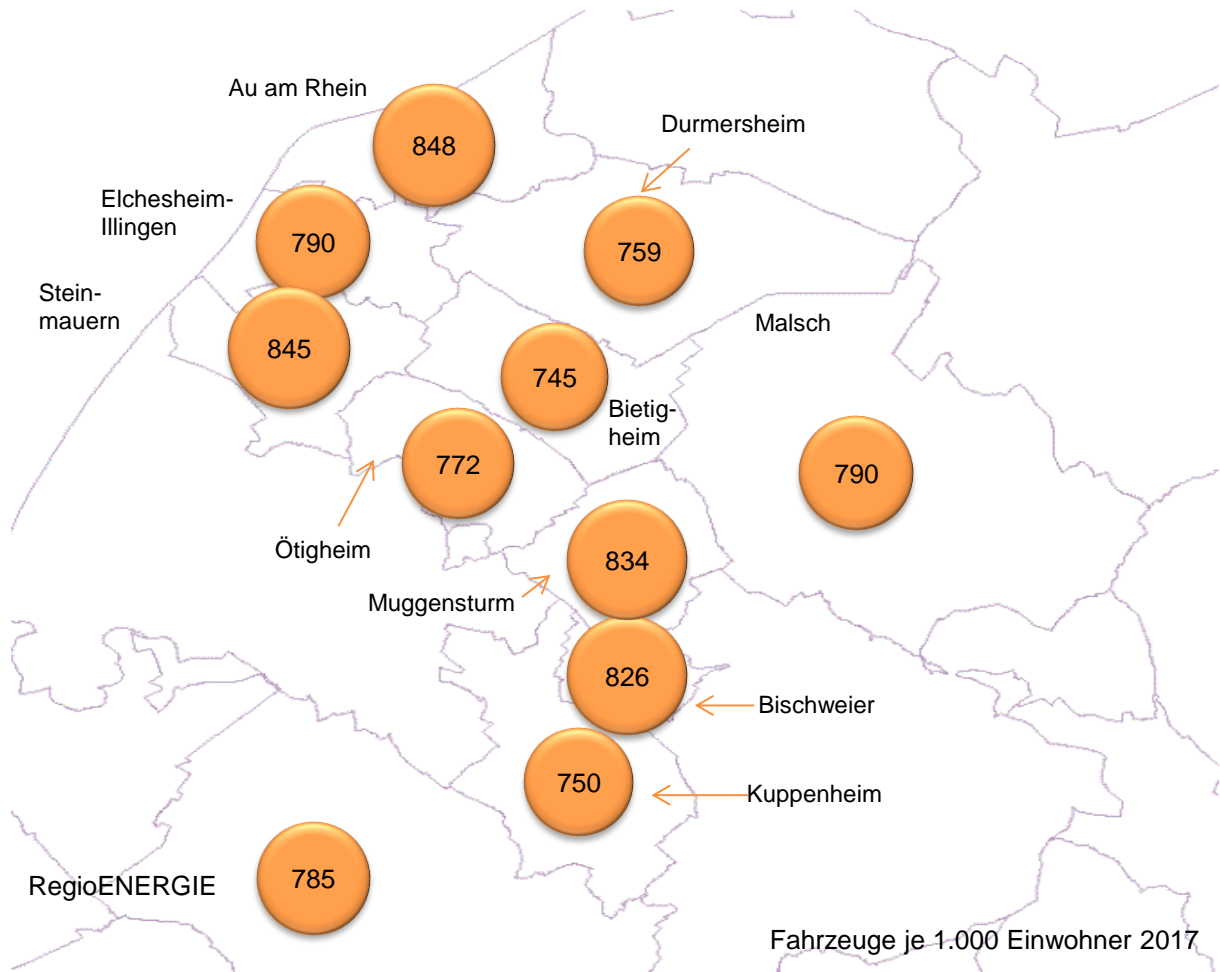 Au am Rhein
848
Durmersheim
Elchesheim-
Illingen
790
759
Stein-
mauern
845
Malsch
745
Bietig-
heim
772
790
Ötigheim
834
Muggensturm
826
Bischweier
750
Kuppenheim
RegioENERGIE
785
Fahrzeuge je 1.000 Einwohner 2017